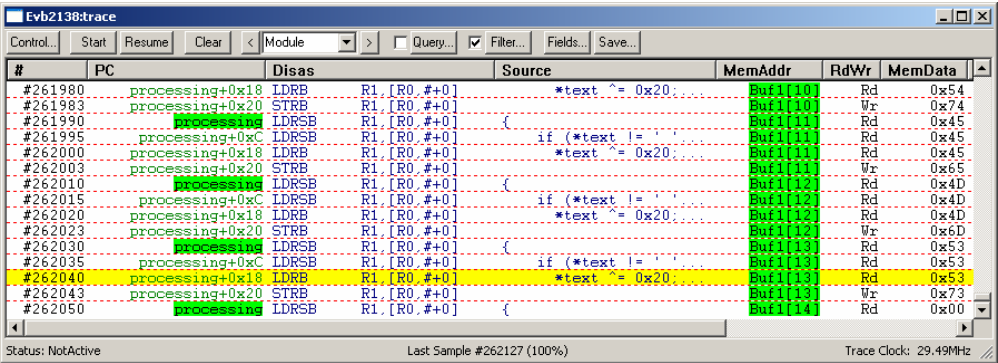 Evb2138:trace
Control... Start Resume Clear < Module > Query... Filter... Fields... Save...
# PC Disas Source MemAddr RdWr MemData
#261980 processing+0x18 LDRB R1,[R0,#+0] *text ^= 0x20;... Buf1[10] Rd 0x54
#261983 processing+0x20 STRB R1,[R0,#+0] Buf1[10] Wr 0x74
#261990 processing LDRSB R1,[R0,#+0] { Buf1[11] Rd 0x45
#261995 processing+0xC LDRSB R1,[R0,#+0] if (*text != ' '... Buf1[11] Rd 0x45
#262000 processing+0x18 LDRB R1,[R0,#+0] *text ^= 0x20;... Buf1[11] Rd 0x45
#262003 processing+0x20 STRB R1,[R0,#+0] Buf1[11] Wr 0x65
#262010 processing LDRSB R1,[R0,#+0] { Buf1[12] Rd 0x4D
#262015 processing+0xC LDRSB R1,[R0,#+0] if (*text != ' '... Buf1[12] Rd 0x4D
#262020 processing+0x18 LDRB R1,[R0,#+0] *text ^= 0x20;... Buf1[12] Rd 0x4D
#262023 processing+0x20 STRB R1,[R0,#+0] Buf1[12] Wr 0x6D
#262030 processing LDRSB R1,[R0,#+0] { Buf1[13] Rd 0x53
#262035 processing+0xC LDRSB R1,[R0,#+0] if (*text != ' '... Buf1[13] Rd 0x53
#262040 processing+0x18 LDRB R1,[R0,#+0] *text ^= 0x20;... Buf1[13] Rd 0x53
#262043 processing+0x20 STRB R1,[R0,#+0] Buf1[13] Wr 0x73
#262050 processing LDRSB R1,[R0,#+0] { Buf1[14] Rd 0x00
Status: NotActive Last Sample #262127 (100%) Trace Clock: 29.49MHz